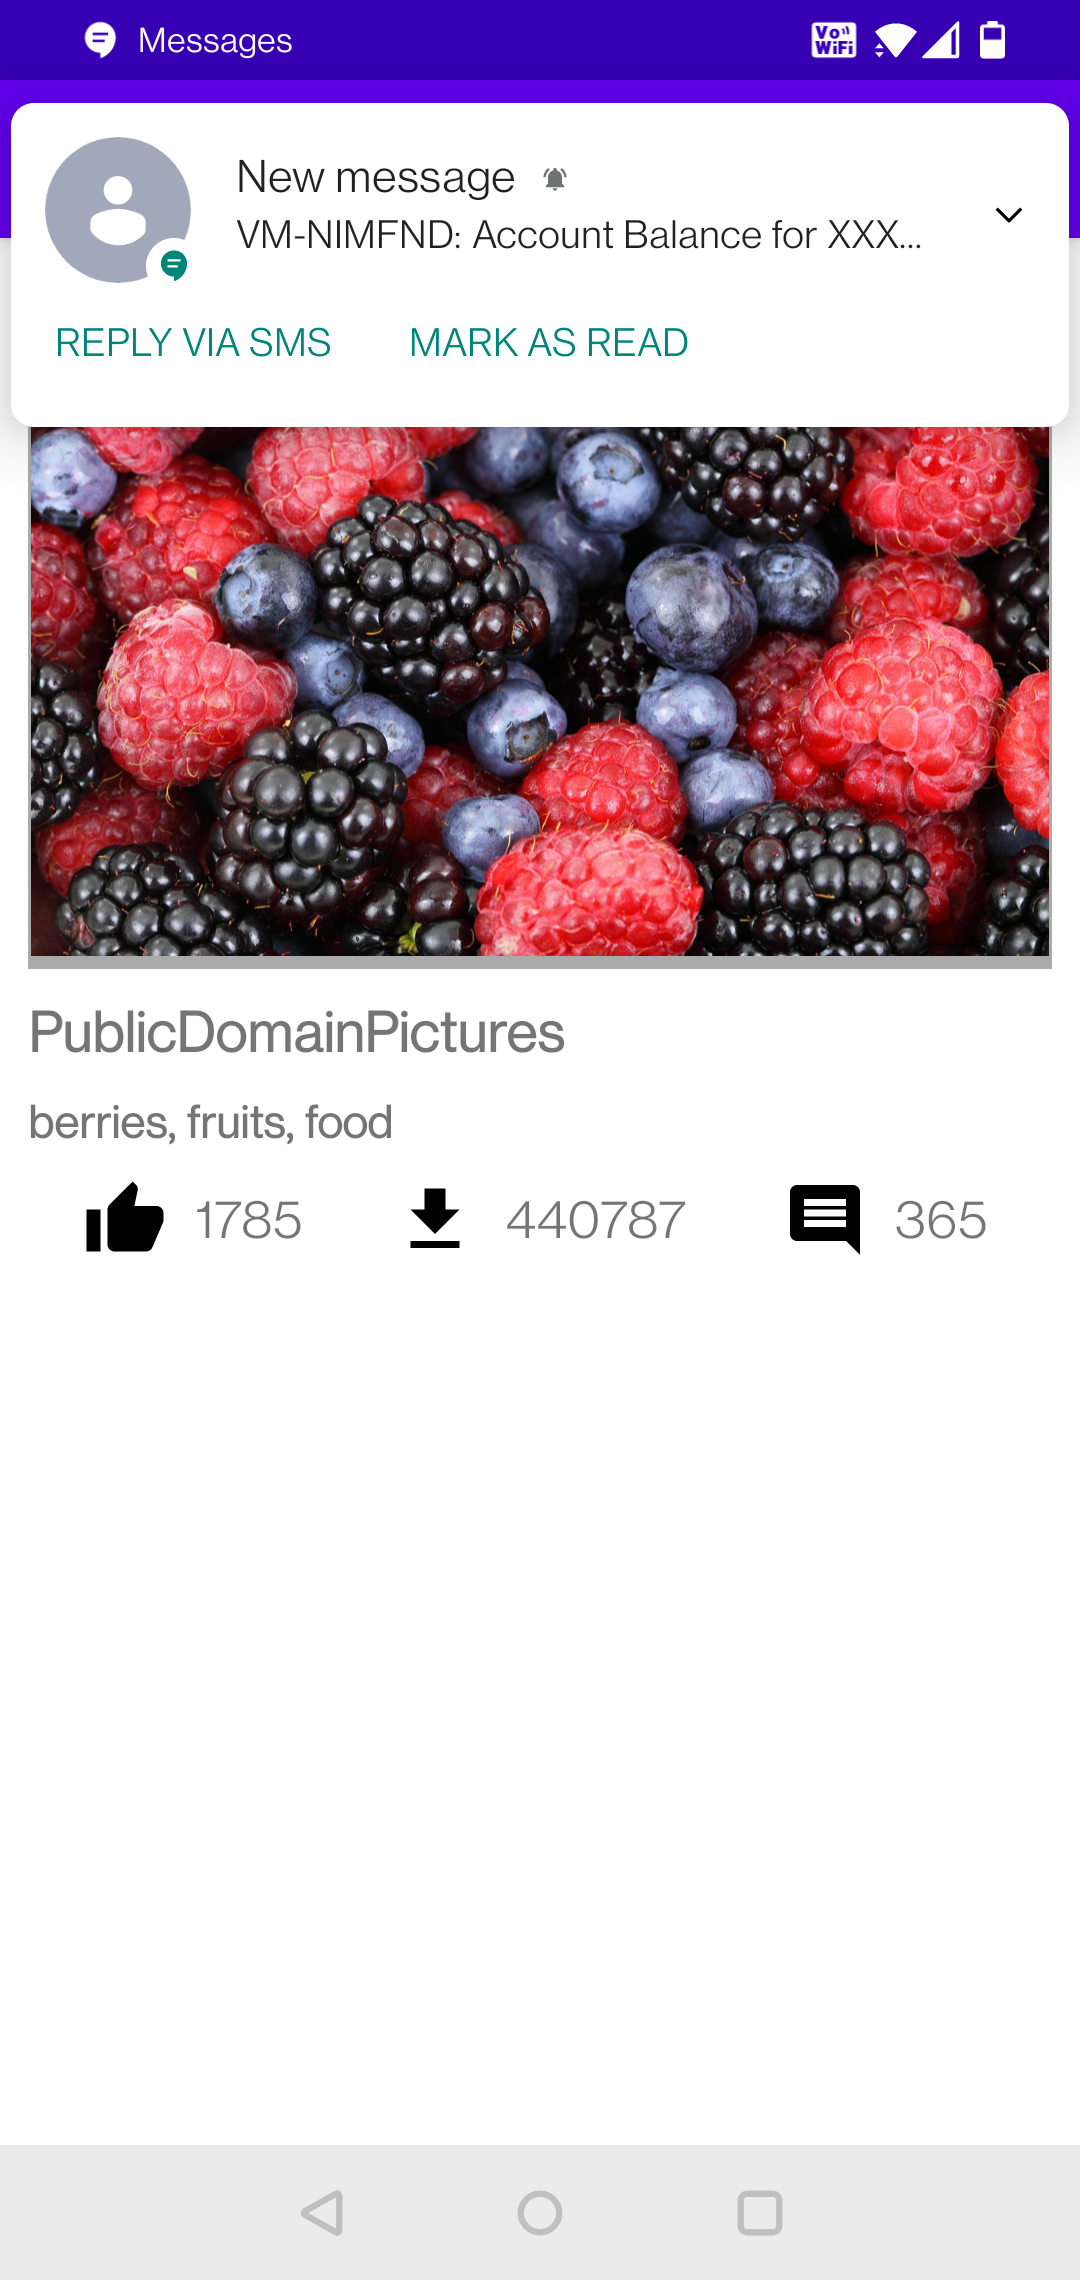 Messages
Vo
WiFi
New message
VM-NIMFND: Account Balance for XXX...
REPLY VIA SMS
MARK AS READ
PublicDomainPictures
berries, fruits, food
1785
440787
365